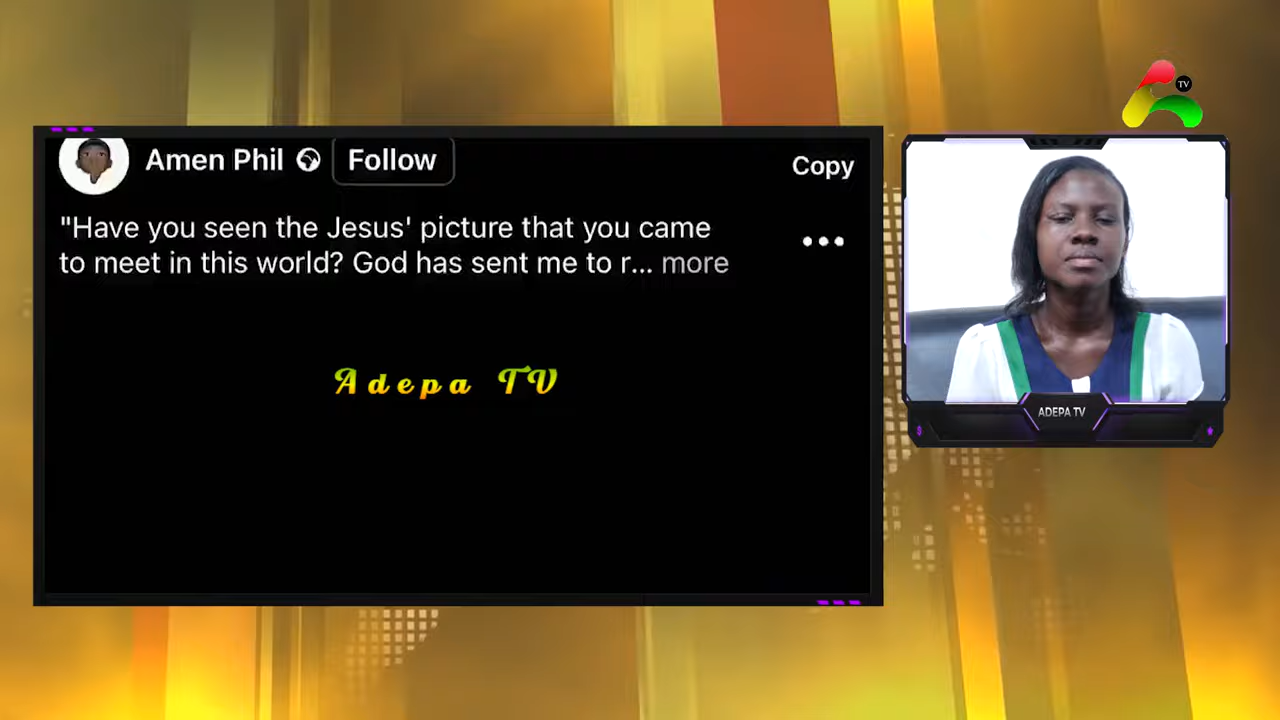 Amen Phil
Follow
Copy
"Have you seen the Jesus' picture that you came
to meet in this world? God has sent me to r... more
Adepa TV
TV
ADEPA TV